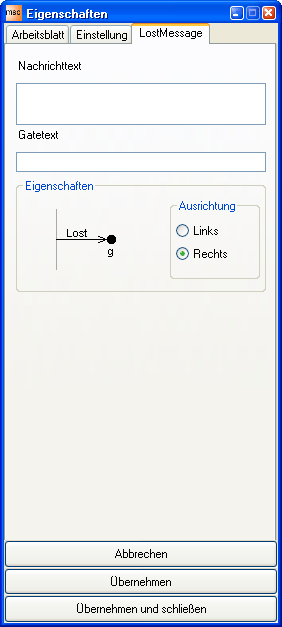 msc Eigenschaften
Arbeitsblatt Einstellung LostMessage
Nachrichttext
Gatetext
Eigenschaften
Lost
g
Ausrichtung
Links
Rechts
Abbrechen
Übernehmen
Übernehmen und schließen